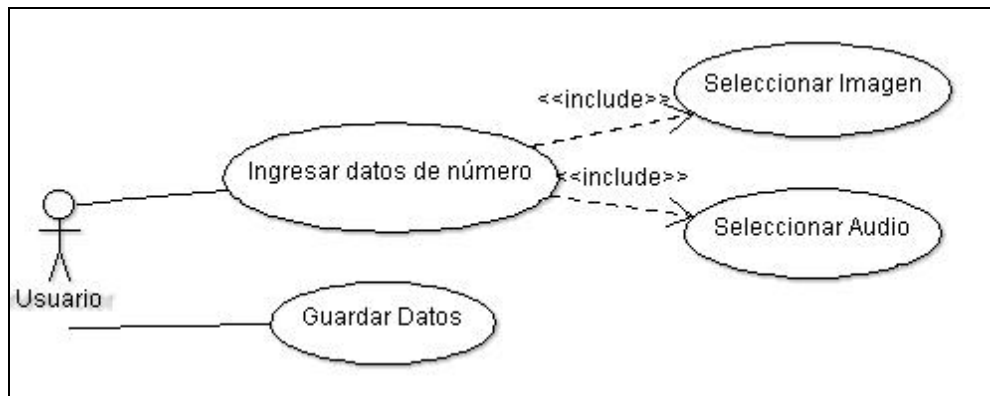 Seleccionar Imagen
<<include>>
Ingresar datos de número
<<include>>
Seleccionar Audio
Usuario
Guardar Datos